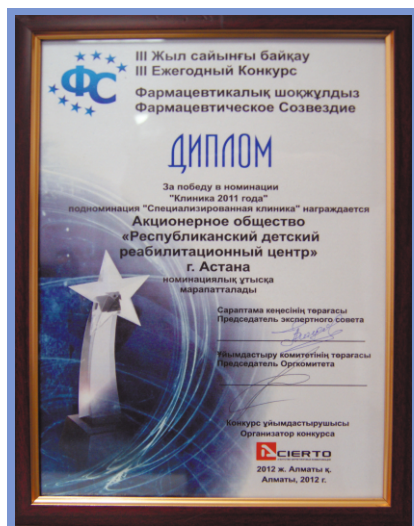 ФС
III Жыл сайынғы байқау
III Ежегодный Конкурс
Фармацевтикалық шоқжұлдыз
Фармацевтическое Созвездие
ДИПЛОМ
За победу в номинации
"Клиника 2011 года"
подноминация "Специализированная клиника" награждается
Акционерное общество
«Республиканский детский
реабилитационный центр»
г. Астана
номинациялық ұтысқа
марапатталады
Сараптама кеңесінің төрағасы
Председатель экспертного совета
Ұйымдастыру комитетінің төрағасы
Председатель Оргкомитета
Конкурс ұйымдастырушысы
Организатор конкурса
CIERTO
2012 ж. Алматы қ.
Алматы, 2012 г.